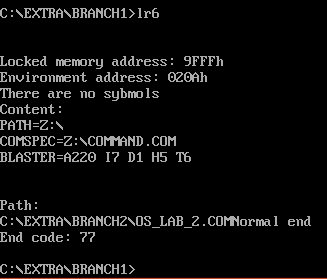 C:\EXTRA\BRANCH1>lr6
Locked memory address: 9FFFh
Environment address: 020Ah
There are no sybmols
Content:
PATH=Z:\
COMSPEC=Z:\COMMAND.COM
BLASTER=A220 I7 D1 H5 T6
Path:
C:\EXTRA\BRANCH2\OS_LAB_2.COMNormal end
End code: 77
C:\EXTRA\BRANCH1>